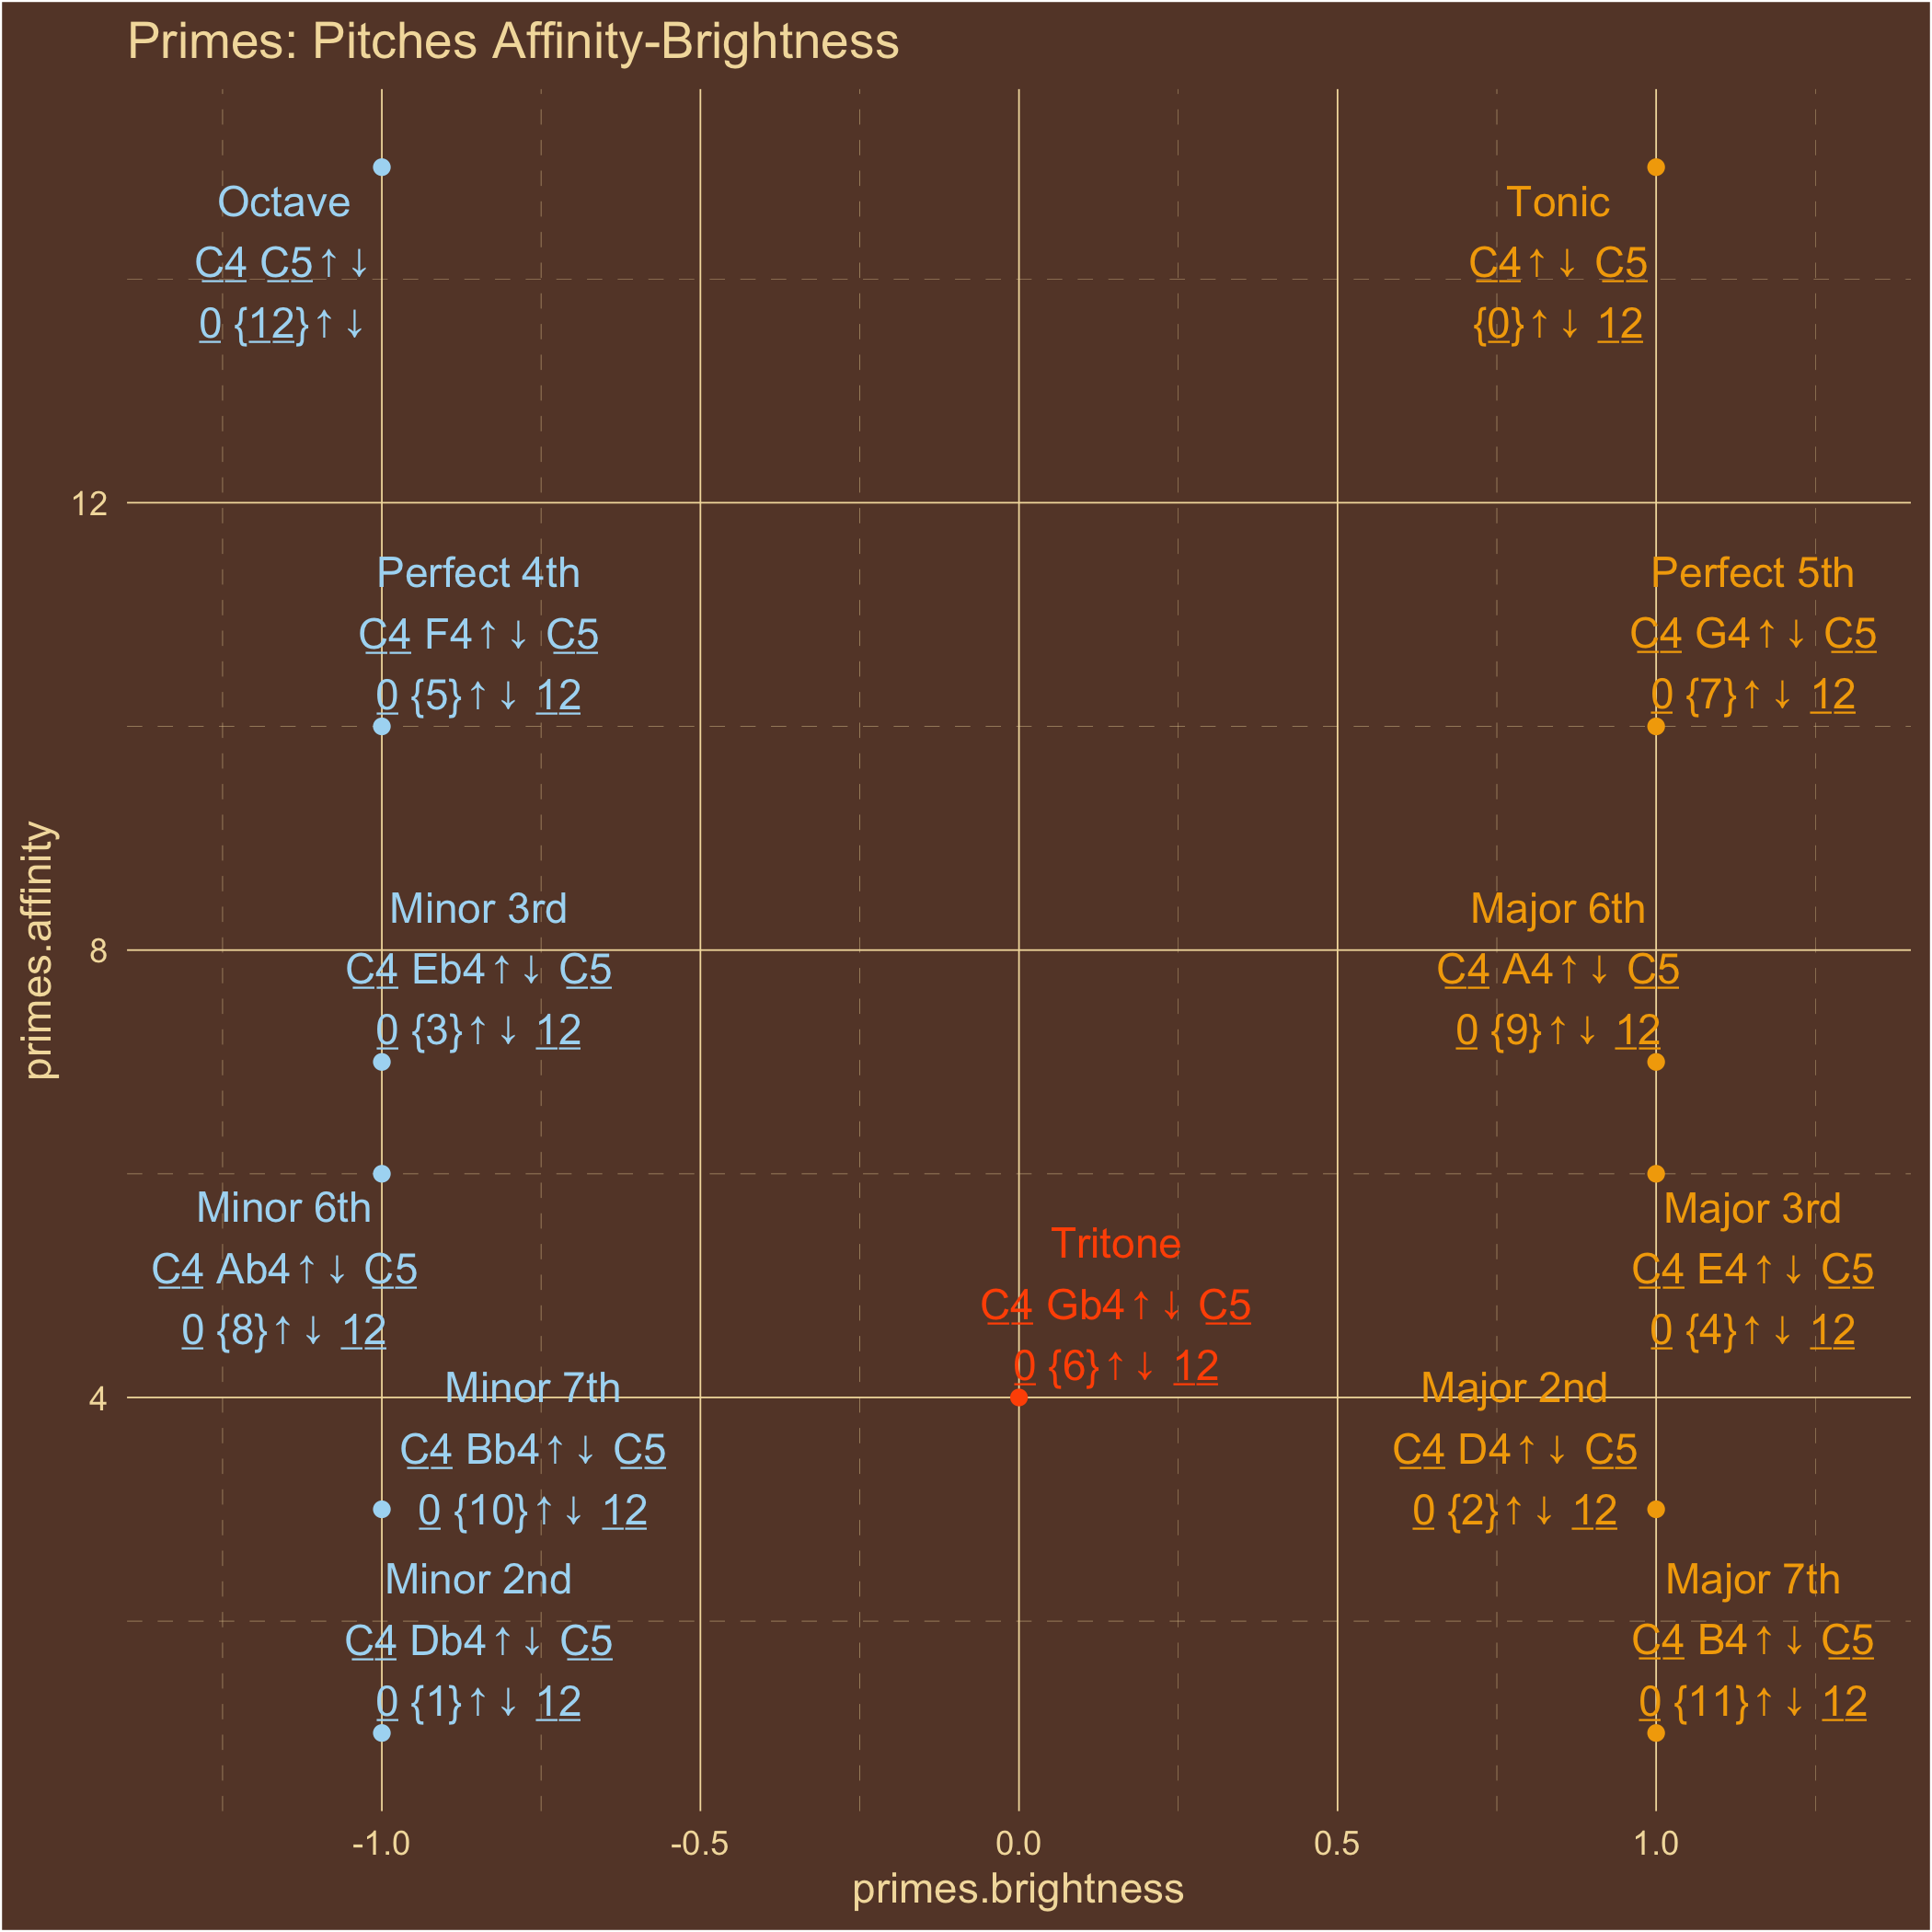 Primes: Pitches Affinity-Brightness
Octave
C4 C5↑↓
0 {12}↑↓
Tonic
C4↑↓ C5
{0}↑↓ 12
12
Perfect 4th
C4 F4↑↓ C5
0 {5}↑↓ 12
Perfect 5th
C4 G4↑↓ C5
0 {7}↑↓ 12
primes.affinity
8
Minor 3rd
C4 Eb4↑↓ C5
0 {3}↑↓ 12
Major 6th
C4 A4↑↓ C5
0 {9}↑↓ 12
Minor 6th
C4 Ab4↑↓ C5
0 {8}↑↓ 12
Tritone
C4 Gb4↑↓ C5
0 {6}↑↓ 12
Major 3rd
C4 E4↑↓ C5
0 {4}↑↓ 12
4
Minor 7th
C4 Bb4↑↓ C5
0 {10}↑↓ 12
Major 2nd
C4 D4↑↓ C5
0 {2}↑↓ 12
Minor 2nd
C4 Db4↑↓ C5
0 {1}↑↓ 12
Major 7th
C4 B4↑↓ C5
0 {11}↑↓ 12
-1.0
-0.5
0.0
0.5
1.0
primes.brightness